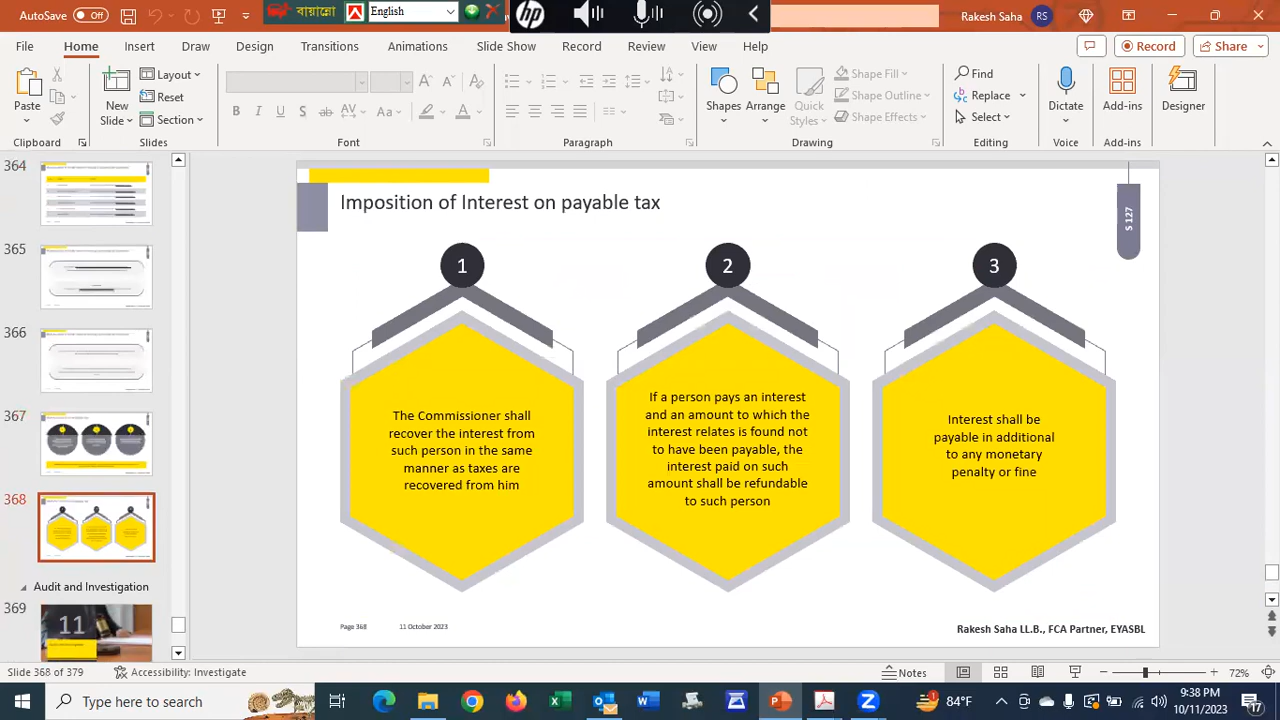 AutoSave Off
বায়ান্নো
English
hp
Rakesh Saha RS
File Home Insert Draw Design Transitions Animations Slide Show Record Review View Help
Record Share
Paste
New
Slide
Layout
Reset
Section
B I U S ab AV Aa A
Shapes Arrange Quick
Styles
Shape Fill
Shape Outline
Shape Effects
Find
Replace
Select
Dictate
Add-ins
Designer
Clipboard Slides Font Paragraph Drawing Editing Voice Add-ins
364
365
366
367
368
Audit and Investigation
369
11
Imposition of Interest on payable tax
S 127
1
The Commissioner shall
recover the interest from
such person in the same
manner as taxes are
recovered from him
2
If a person pays an interest
and an amount to which the
interest relates is found not
to have been payable, the
interest paid on such
amount shall be refundable
to such person
3
Interest shall be
payable in additional
to any monetary
penalty or fine
Page 368 11 October 2023 Rakesh Saha LL.B., FCA Partner, EYASBL
Slide 368 of 379 Accessibility: Investigate Notes 72%
Type here to search
84°F
9:38 PM
10/11/2023
17